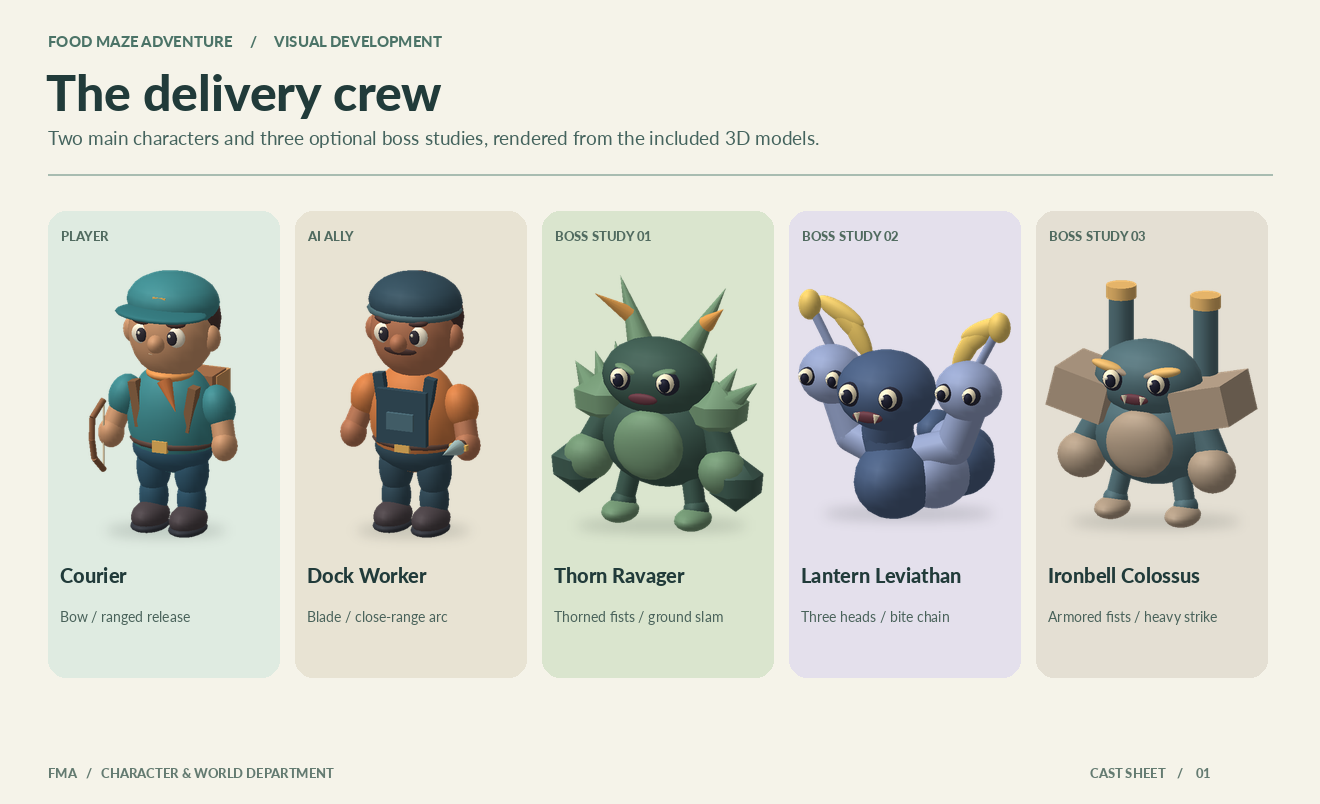 FOOD MAZE ADVENTURE / VISUAL DEVELOPMENT
The delivery crew
Two main characters and three optional boss studies, rendered from the included 3D models.
PLAYER
Courier
Bow / ranged release
AI ALLY
Dock Worker
Blade / close-range arc
BOSS STUDY 01
Thorn Ravager
Thorned fists / ground slam
BOSS STUDY 02
Lantern Leviathan
Three heads / bite chain
BOSS STUDY 03
Ironbell Colossus
Armored fists / heavy strike
FMA / CHARACTER & WORLD DEPARTMENT
CAST SHEET / 01